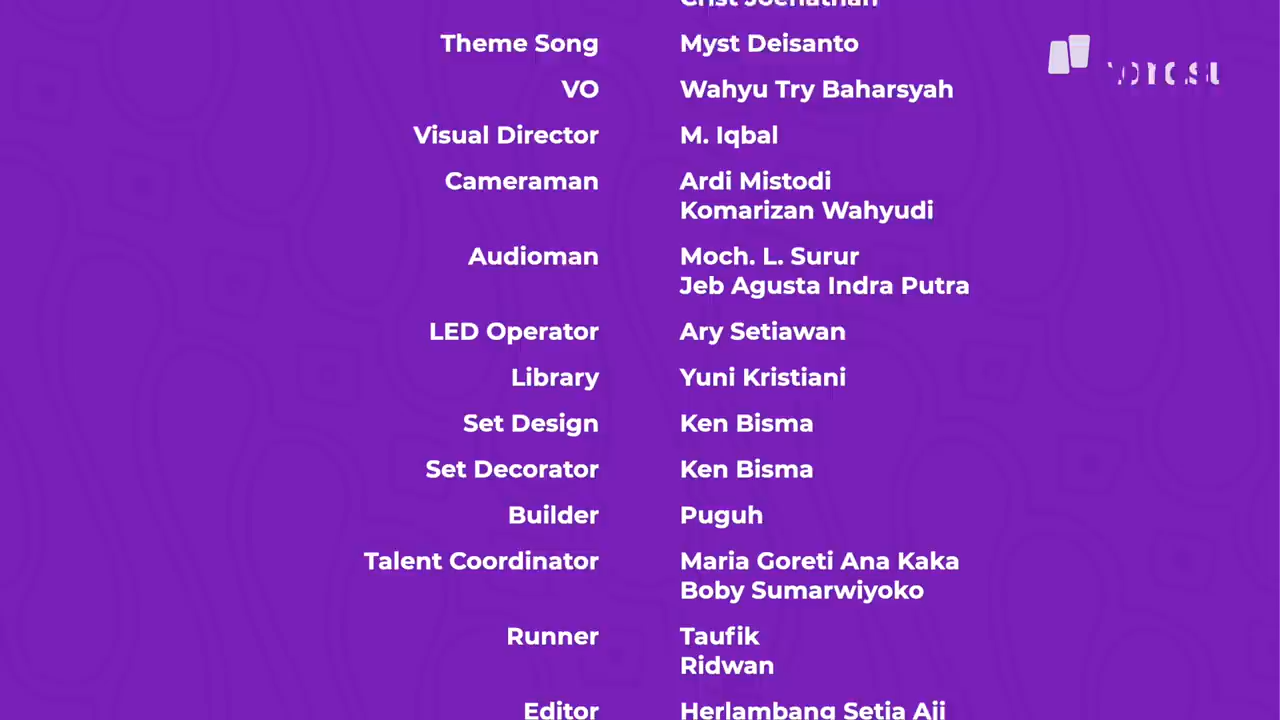 Theme Song Myst Deisanto
VO Wahyu Try Baharsyah
Visual Director M. Iqbal
Cameraman Ardi Mistodi
Komarizan Wahyudi
Audioman Moch. L. Surur
Jeb Agusta Indra Putra
LED Operator Ary Setiawan
Library Yuni Kristiani
Set Design Ken Bisma
Set Decorator Ken Bisma
Builder Puguh
Talent Coordinator Maria Goreti Ana Kaka
Boby Sumarwiyoko
Runner Taufik
Ridwan
Editor Herlambang Setia Aji